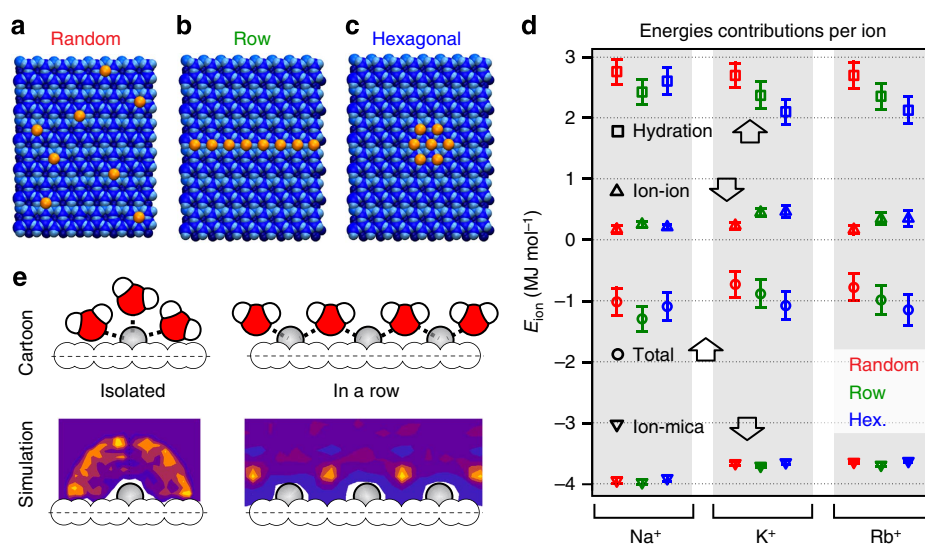 a
Random
b
Row
c
Hexagonal
d
Energies contributions per ion
3
2
1
0
−1
−2
−3
−4
E_ion (MJ mol⁻¹)
Hydration
Ion-ion
Total
Ion-mica
Random
Row
Hex.
Na⁺
K⁺
Rb⁺
e
Cartoon
Isolated
In a row
Simulation